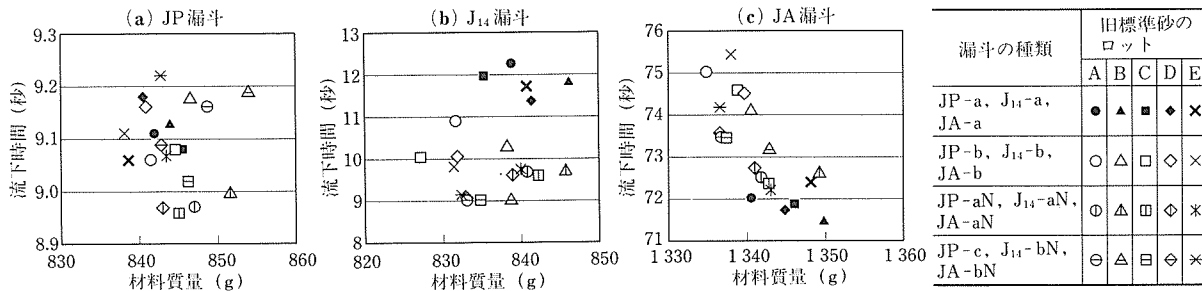 (a) JP漏斗
9.3
9.2
9.1
9.0
8.9
流下時間 (秒)
830
840
850
860
材料質量 (g)
(b) J₁₄漏斗
13
12
11
10
9
8
流下時間 (秒)
820
830
840
850
材料質量 (g)
(c) JA漏斗
76
75
74
73
72
71
流下時間 (秒)
1 330
1 340
1 350
1 360
材料質量 (g)
漏斗の種類
旧標準砂の
ロット
A B C D E
JP-a, J₁₄-a,
JA-a
JP-b, J₁₄-b,
JA-b
JP-aN, J₁₄-aN,
JA-aN
JP-c, J₁₄-bN,
JA-bN